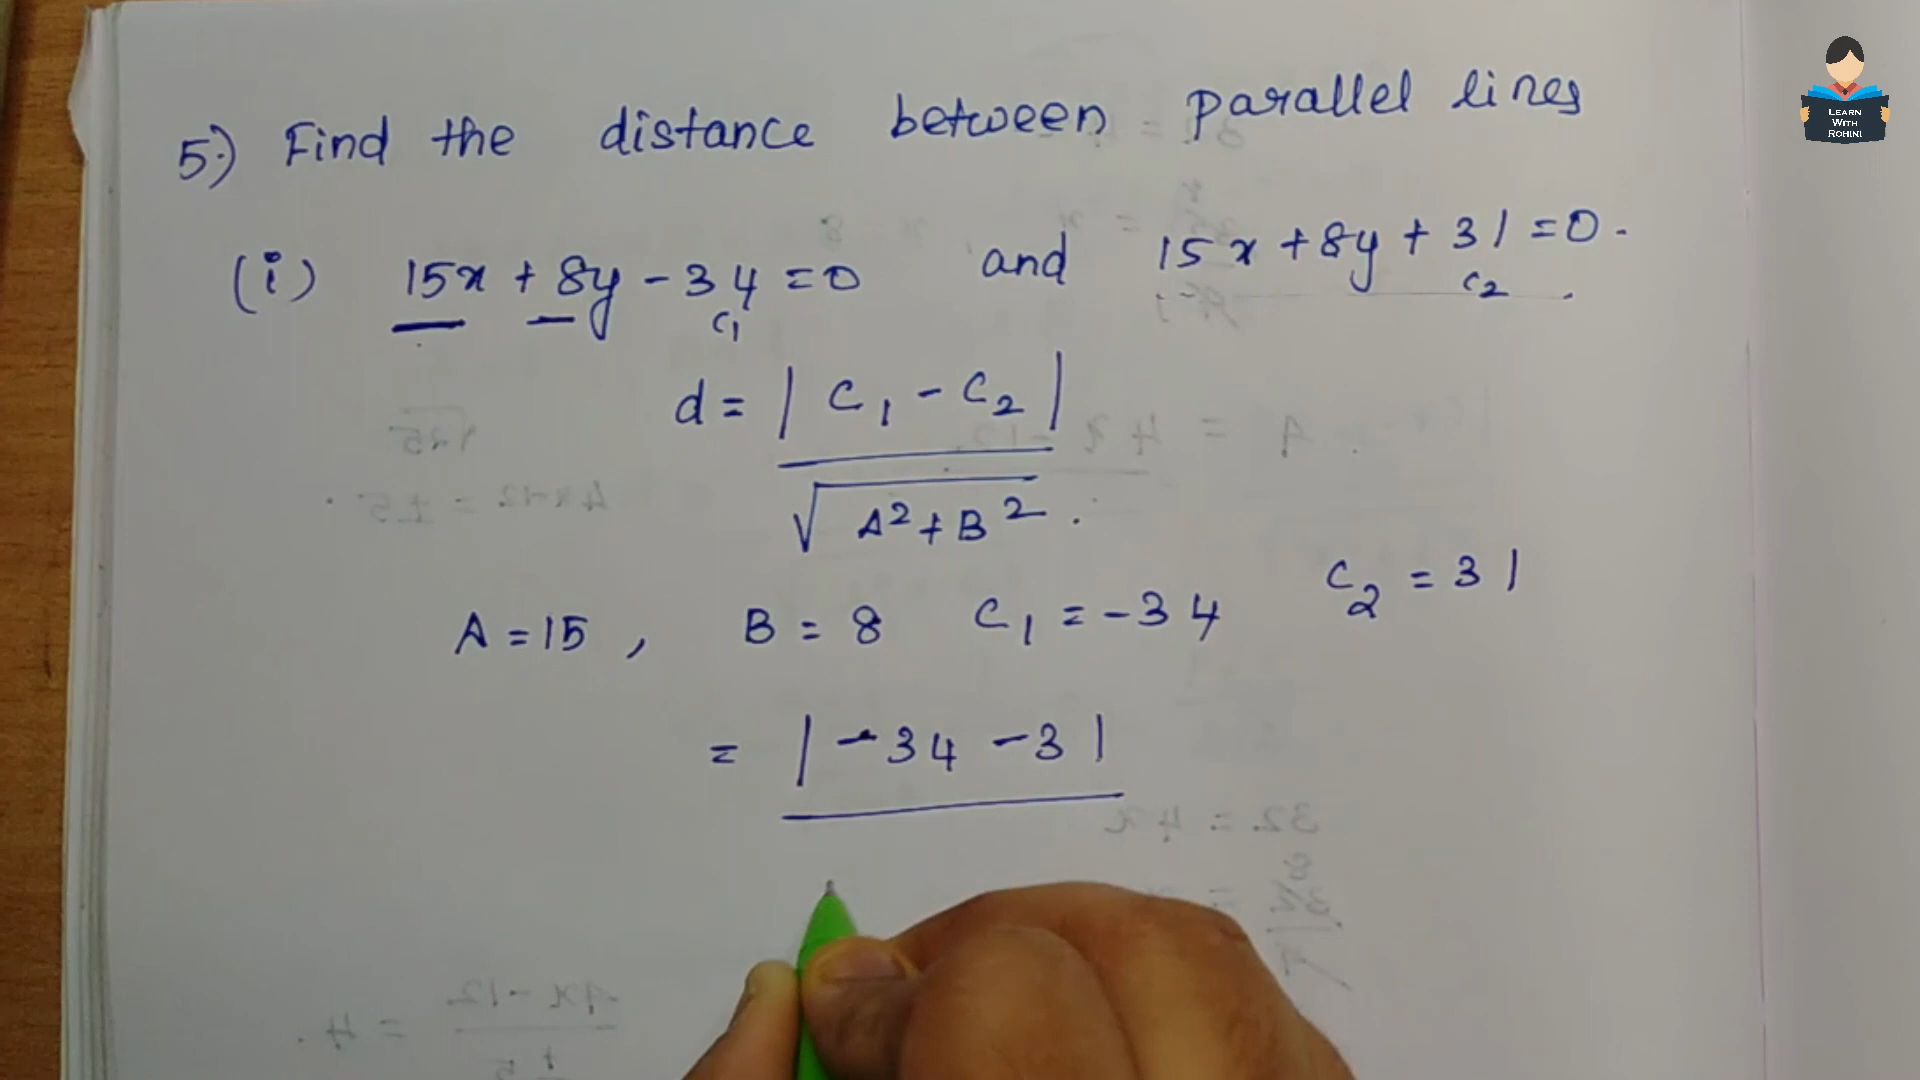 LEARN
WITH
ROHINI
5.) Find the distance between parallel lines
(i) 15x + 8y - 34 = 0 and 15x + 8y + 31 = 0.
C₁ C₂
d = |C₁ - C₂|
√A² + B².
A = 15, B = 8 C₁ = -34 C₂ = 31
= |-34 - 31